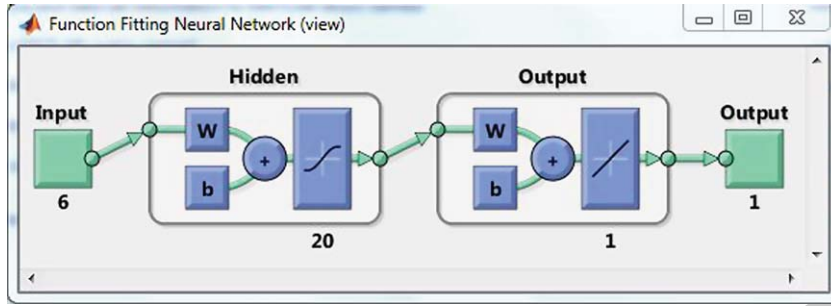 Function Fitting Neural Network (view)
Hidden
Output
Input
Output
W
b
+
W
b
+
6
20
1
1